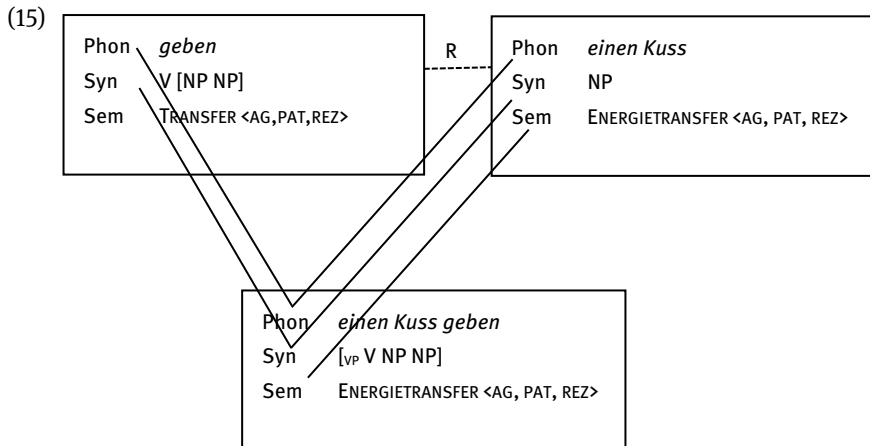 (15)
Phon geben
Syn V [NP NP]
Sem TRANSFER <AG,PAT,REZ>
R
Phon einen Kuss
Syn NP
Sem ENERGIETRANSFER <AG, PAT, REZ>
Phon einen Kuss geben
Syn [VP V NP NP]
Sem ENERGIETRANSFER <AG, PAT, REZ>